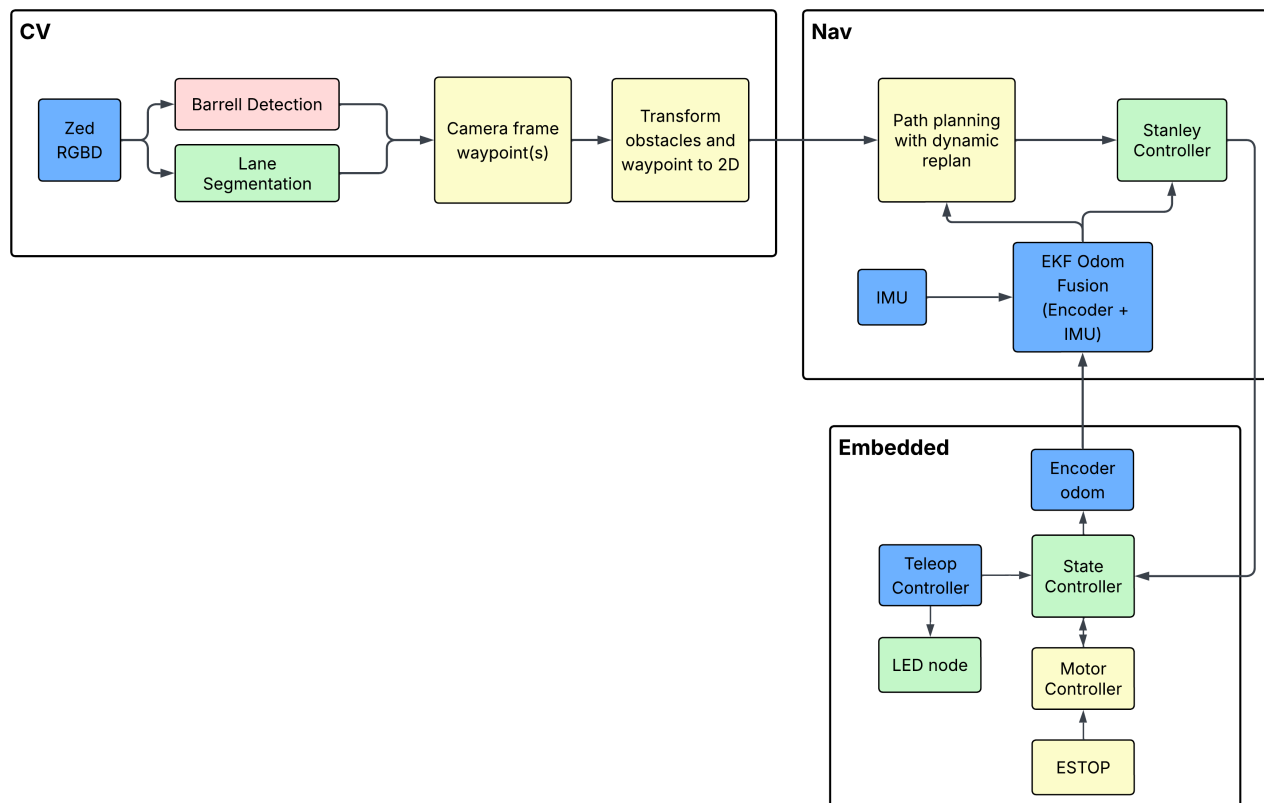 CV
Zed
RGBD
Barrell Detection
Lane
Segmentation
Camera frame
waypoint(s)
Transform
obstacles and
waypoint to 2D
Nav
Path planning
with dynamic
replan
Stanley
Controller
IMU
EKF Odom
Fusion
(Encoder +
IMU)
Embedded
Encoder
odom
Teleop
Controller
State
Controller
LED node
Motor
Controller
ESTOP